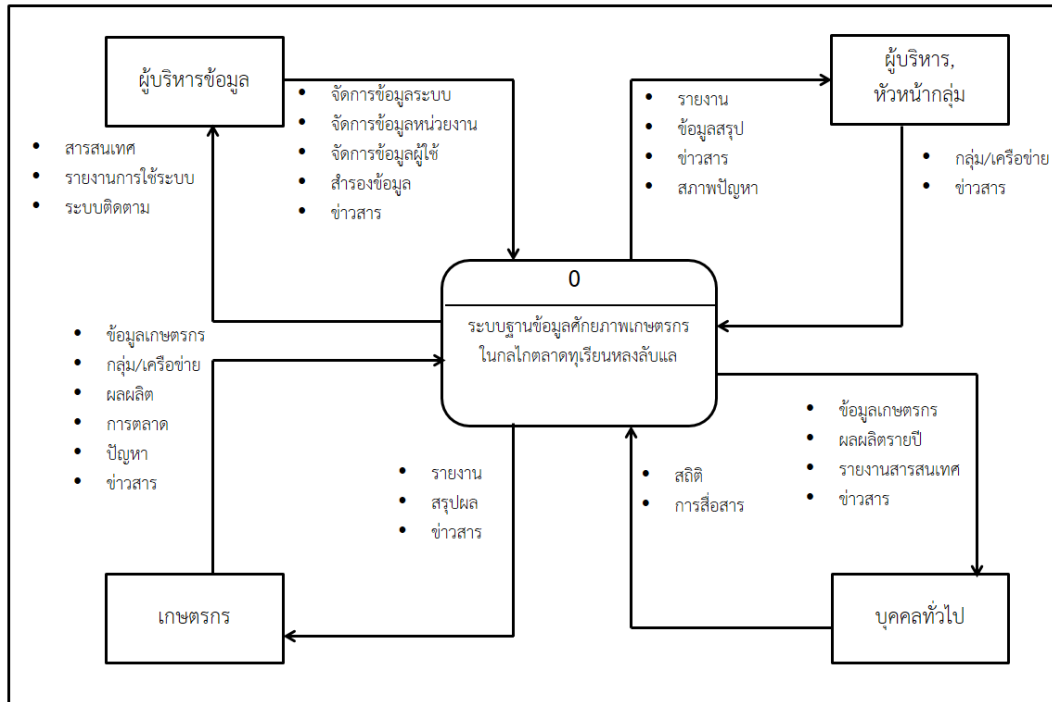 ผู้บริหารข้อมูล
• จัดการข้อมูลระบบ
• จัดการข้อมูลหน่วยงาน
• จัดการข้อมูลผู้ใช้
• สำรองข้อมูล
• ข่าวสาร
• สารสนเทศ
• รายงานการใช้ระบบ
• ระบบติดตาม
ผู้บริหาร,
หัวหน้ากลุ่ม
• รายงาน
• ข้อมูลสรุป
• ข่าวสาร
• สภาพปัญหา
• กลุ่ม/เครือข่าย
• ข่าวสาร
0
ระบบฐานข้อมูลศักยภาพเกษตรกร
ในกลไกตลาดทุเรียนหลงลับแล
• ข้อมูลเกษตรกร
• กลุ่ม/เครือข่าย
• ผลผลิต
• การตลาด
• ปัญหา
• ข่าวสาร
• รายงาน
• สรุปผล
• ข่าวสาร
• สถิติ
• การสื่อสาร
• ข้อมูลเกษตรกร
• ผลผลิตรายปี
• รายงานสารสนเทศ
• ข่าวสาร
เกษตรกร
บุคคลทั่วไป